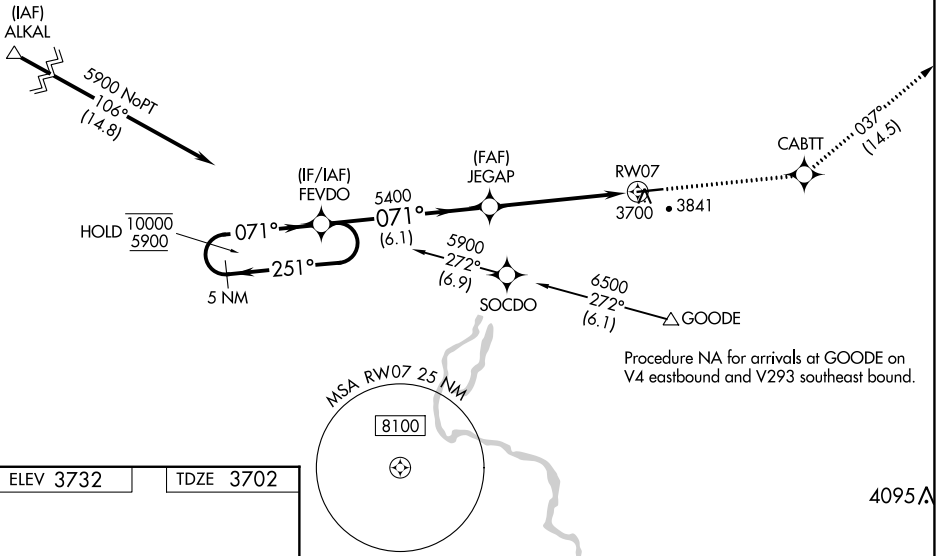 (IAF)
ALKAL
5900 NoPT
106°
(14.8)
037°
(14.5)
CABTT
(FAF)
JEGAP
RW07
(IF/IAF)
FEVDO
5400
071°
(6.1)
3700
3841
HOLD
10000
5900
071°
251°
5 NM
5900
272°
(6.9)
SOCDO
6500
272°
(6.1)
GOODE
Procedure NA for arrivals at GOODE on
V4 eastbound and V293 southeast bound.
MSA RW07 25 NM
8100
ELEV 3732
TDZE 3702
4095